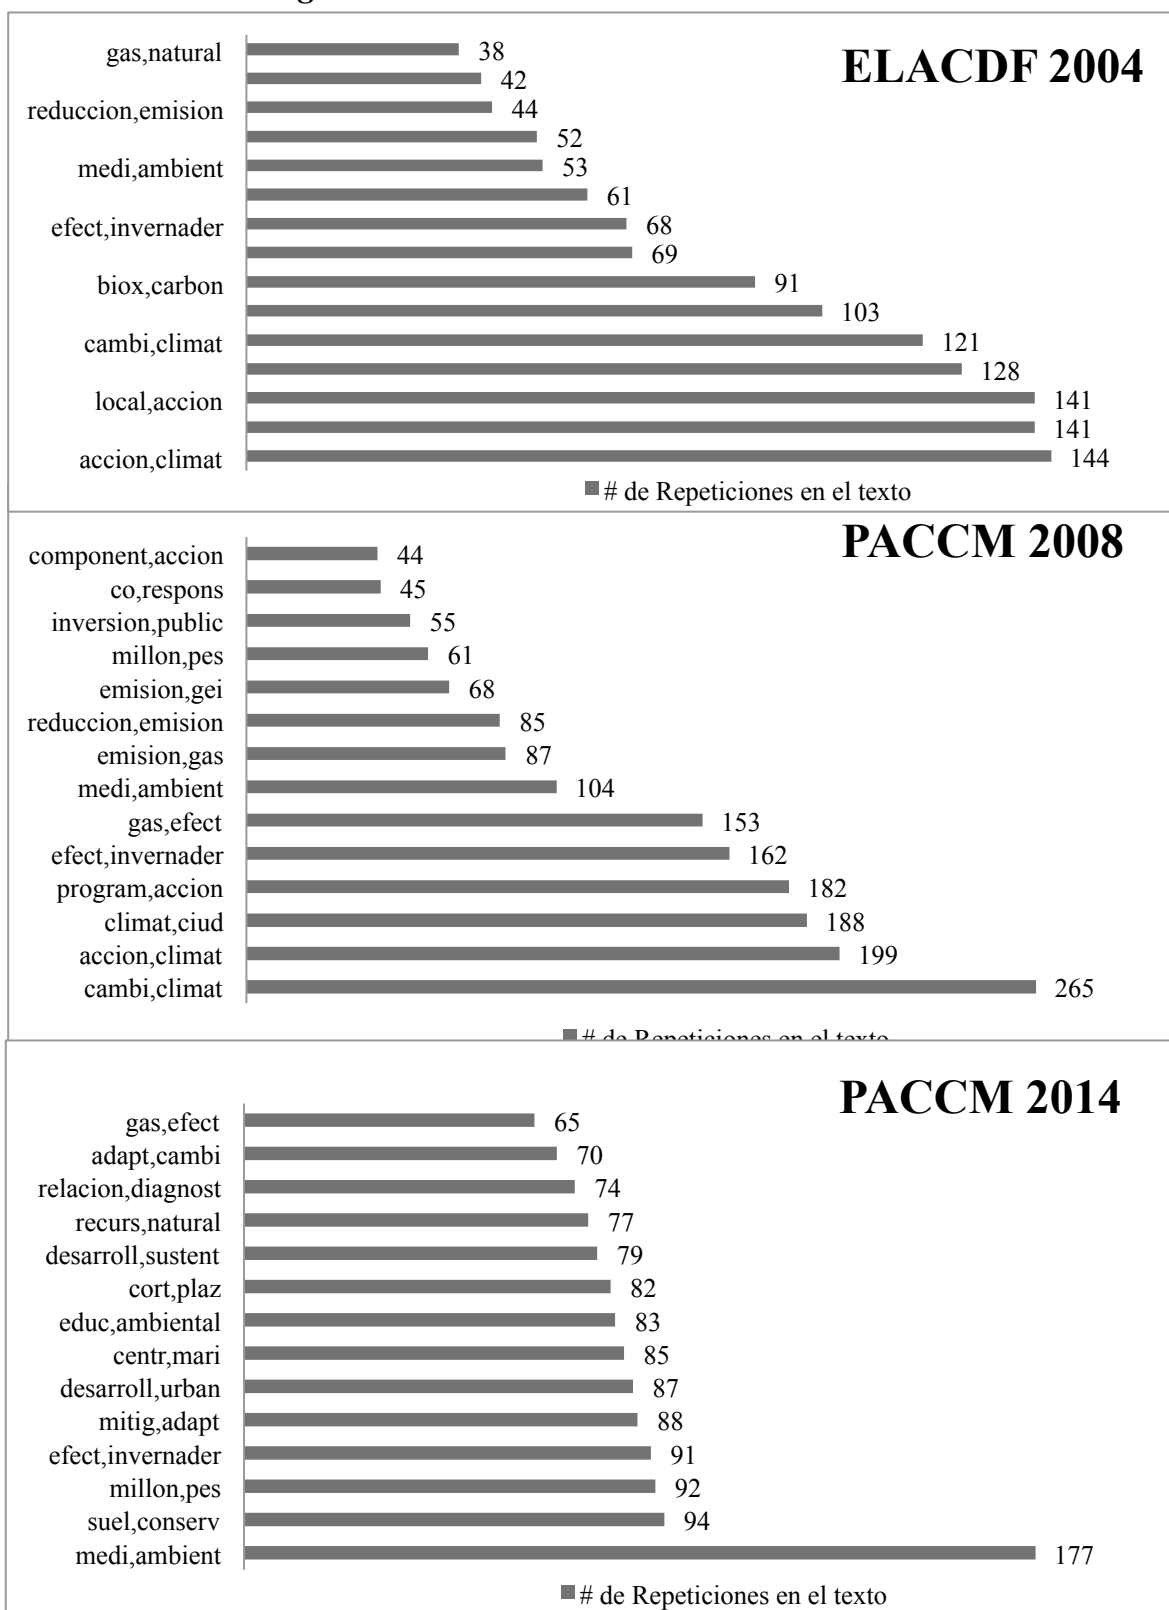 ELACDF 2004
gas,natural 38
42
reduccion,emision 44
52
medi,ambient 53
61
efect,invernader 68
69
biox,carbon 91
103
cambi,climat 121
128
local,accion 141
141
accion,climat 144
# de Repeticiones en el texto
PACCM 2008
component,accion 44
co,respons 45
inversion,public 55
millon,pes 61
emision,gei 68
reduccion,emision 85
emision,gas 87
medi,ambient 104
gas,efect 153
efect,invernader 162
program,accion 182
climat,ciud 188
accion,climat 199
cambi,climat 265
# de Repeticiones en el texto
PACCM 2014
gas,efect 65
adapt,cambi 70
relacion,diagnost 74
recurs,natural 77
desarroll,sustent 79
cort,plaz 82
educ,ambiental 83
centr,mari 85
desarroll,urban 87
mitig,adapt 88
efect,invernader 91
millon,pes 92
suel,conserv 94
medi,ambient 177
# de Repeticiones en el texto